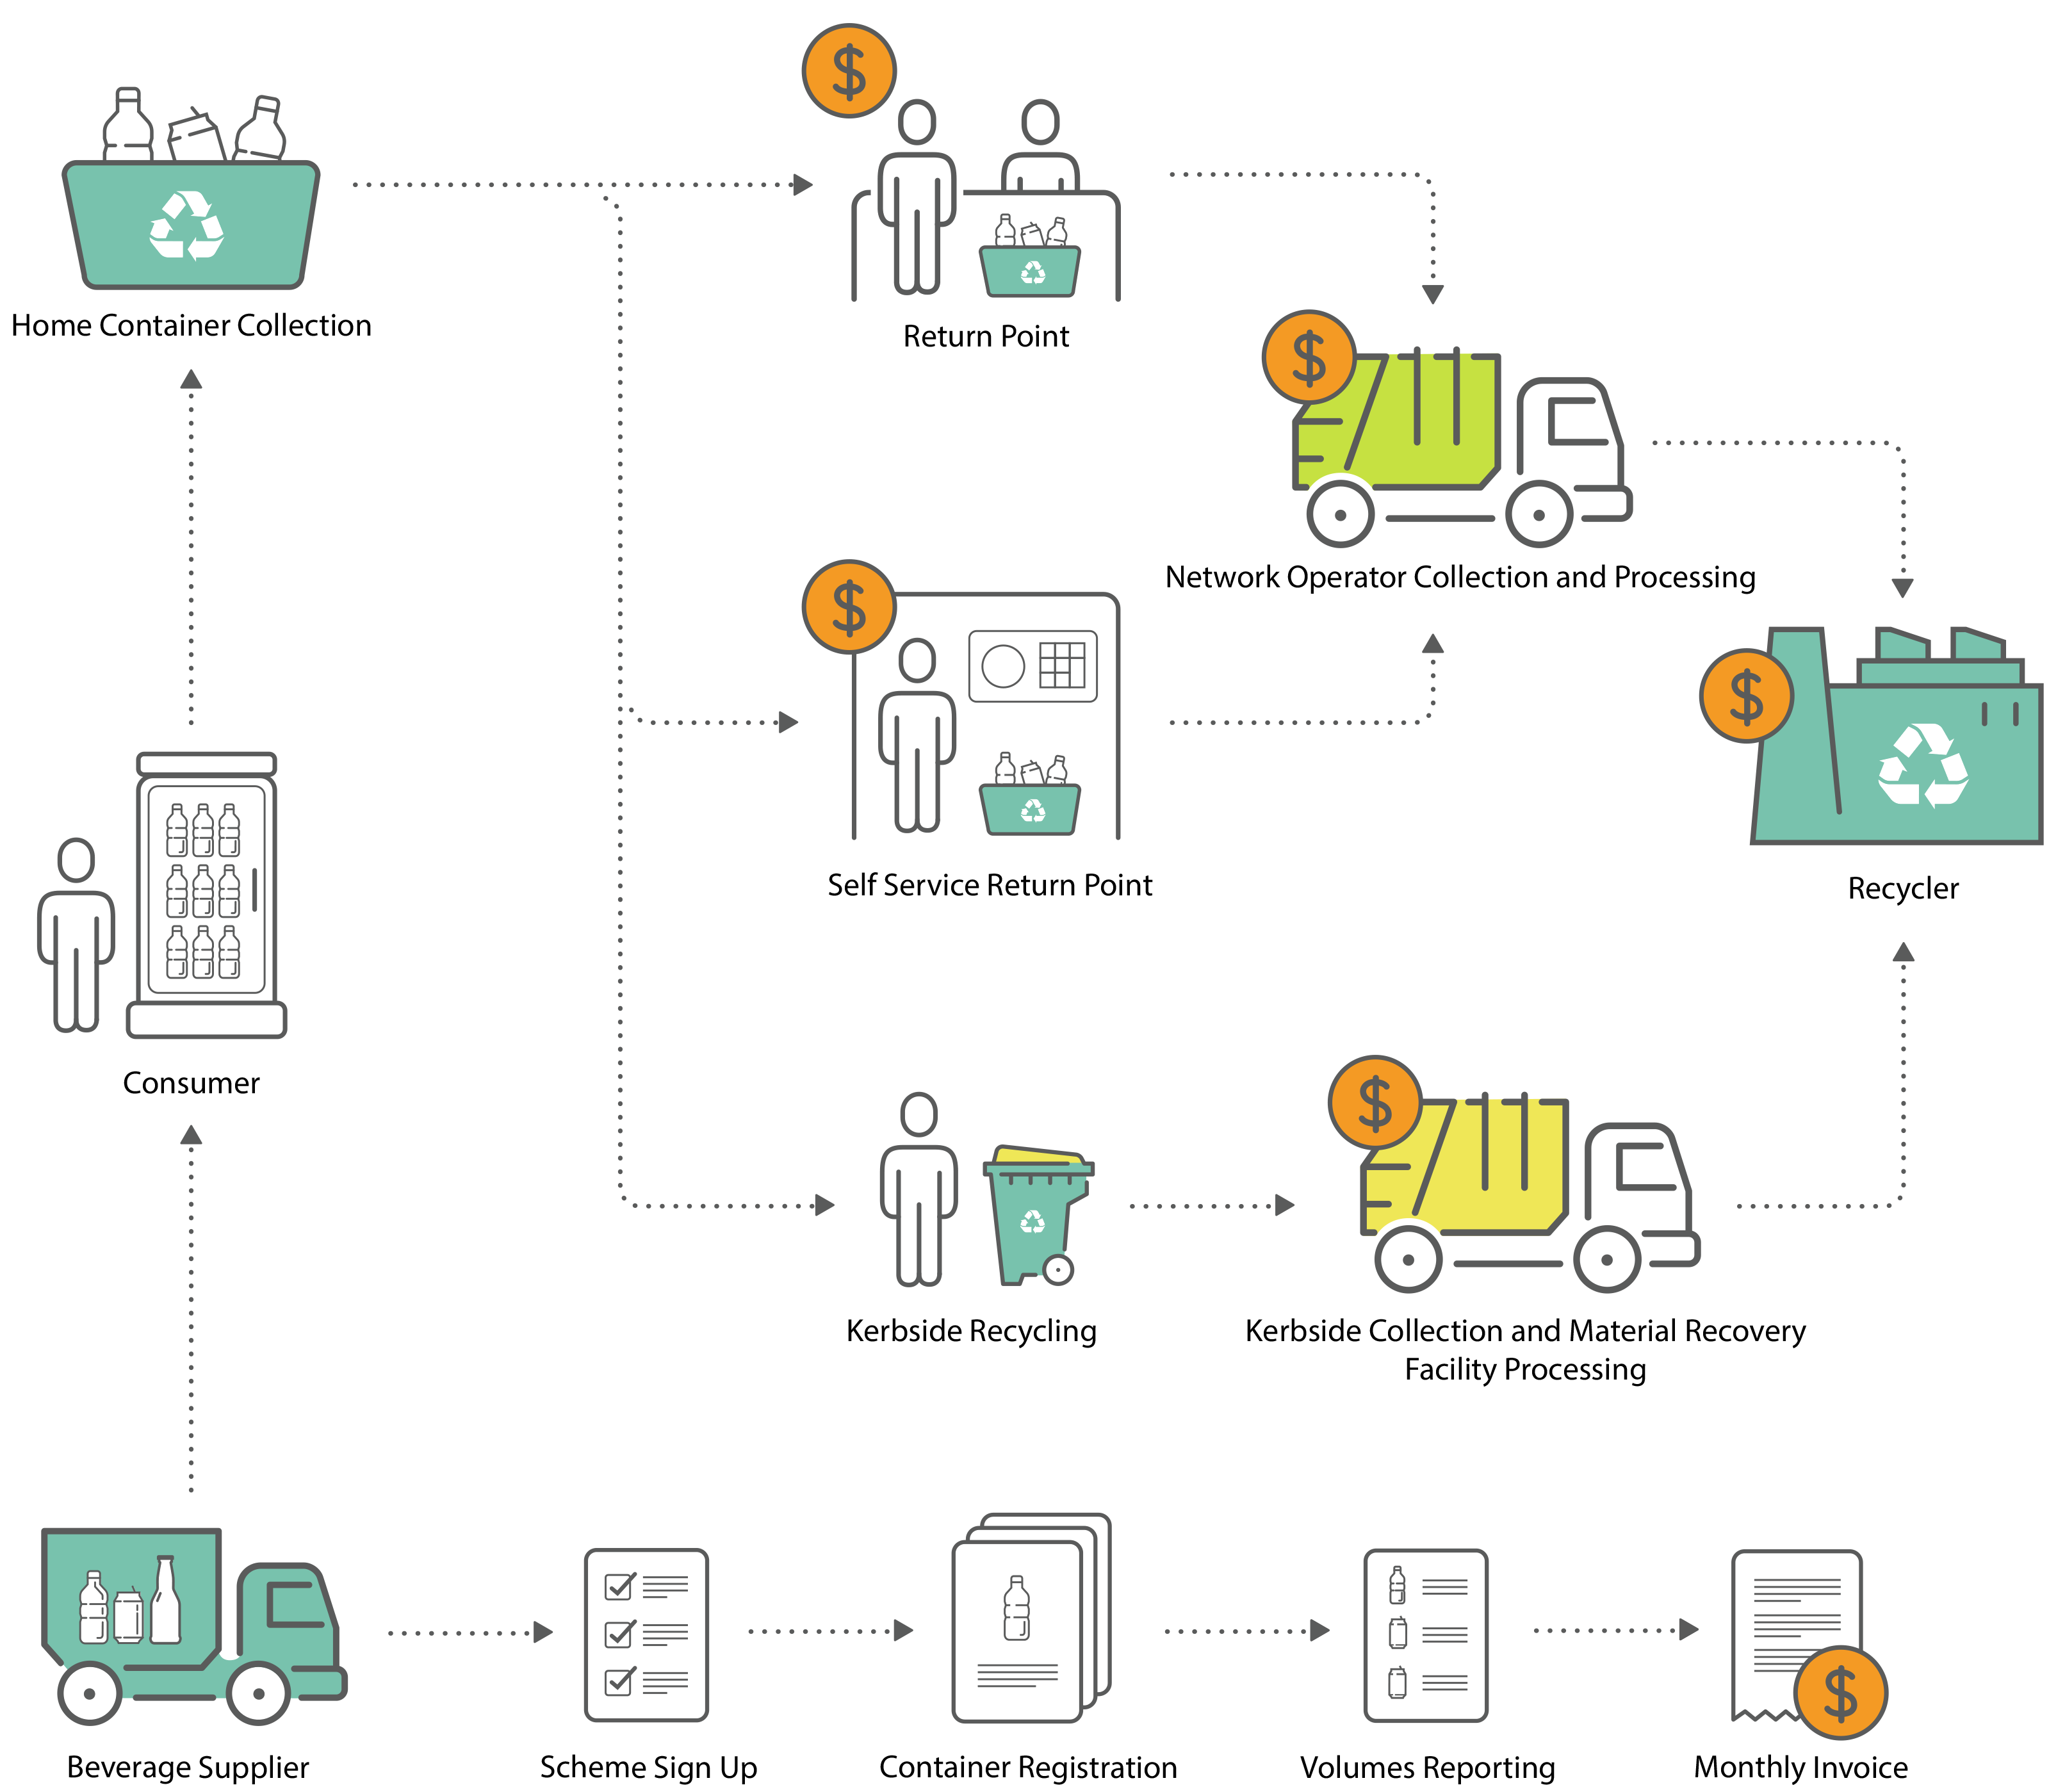 Home Container Collection
Return Point
Network Operator Collection and Processing
Self Service Return Point
Recycler
Consumer
Kerbside Recycling
Kerbside Collection and Material Recovery
Facility Processing
Beverage Supplier
Scheme Sign Up
Container Registration
Volumes Reporting
Monthly Invoice